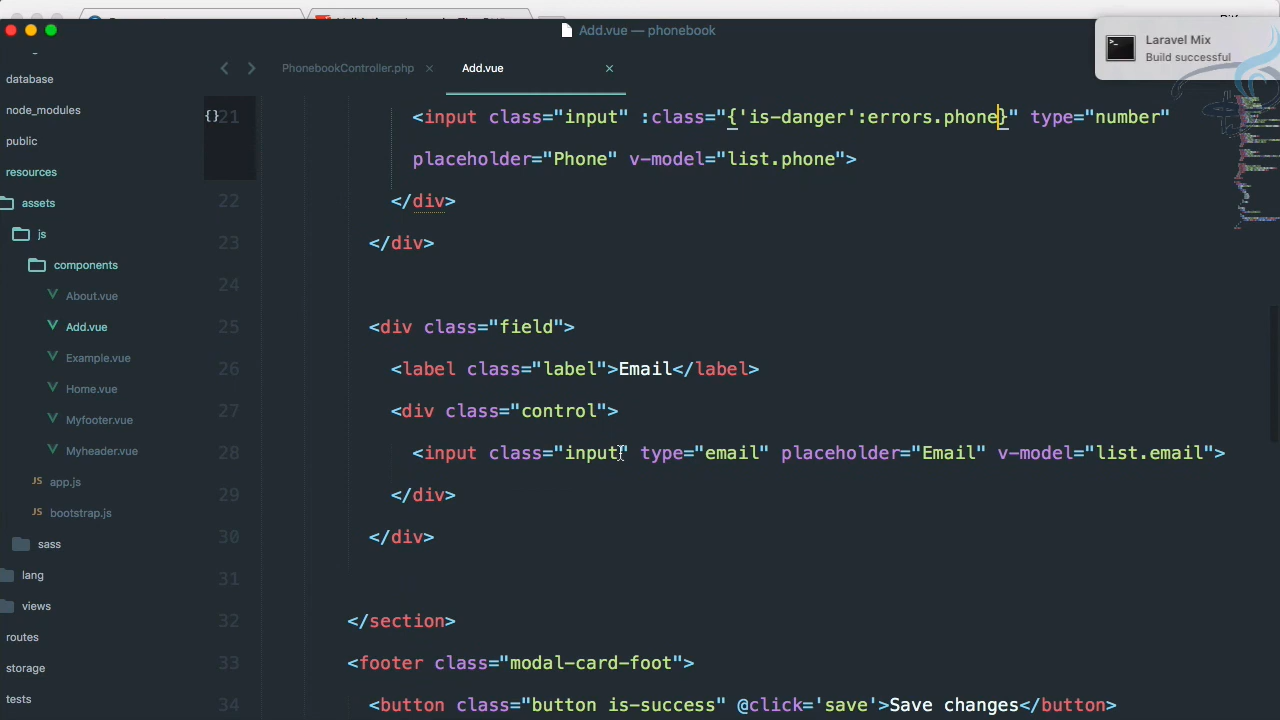 Add.vue — phonebook
Laravel Mix
Build successful
PhonebookController.php ×
Add.vue ×
database
node_modules
public
resources
assets
js
components
About.vue
Add.vue
Example.vue
Home.vue
Myfooter.vue
Myheader.vue
JS app.js
JS bootstrap.js
sass
lang
views
routes
storage
tests
{} 21 <input class="input" :class="{'is-danger':errors.phone}" type="number"
placeholder="Phone" v-model="list.phone">
22 </div>
23 </div>
24
25 <div class="field">
26 <label class="label">Email</label>
27 <div class="control">
28 <input class="input" type="email" placeholder="Email" v-model="list.email">
29 </div>
30 </div>
31
32 </section>
33 <footer class="modal-card-foot">
34 <button class="button is-success" @click='save'>Save changes</button>